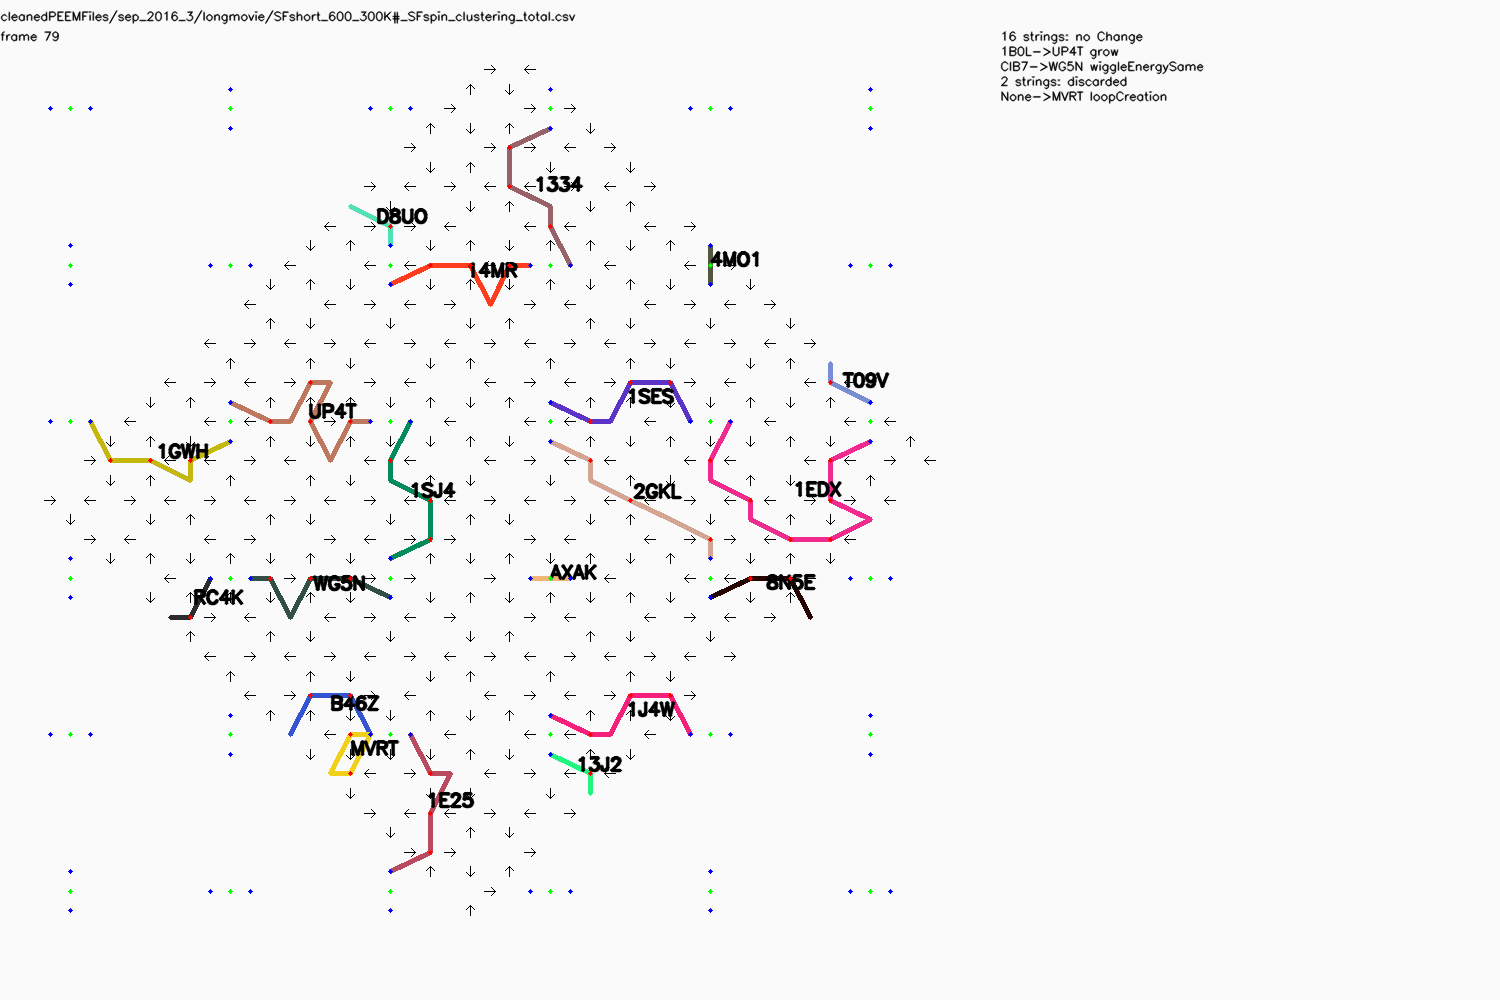 cleanedPEEMFiles/sep_2016_3/longmovie/SFshort_600_300K#_SFspin_clustering_total.csv
frame 79
16 strings: no Change
1B0L->UP4T grow
CIB7->WG5N wiggleEnergySame
2 strings: discarded
None->MVRT loopCreation
1334
D8U0
4MO1
14MR
T09V
1SES
UP4T
1GWH
1SJ4
2GKL
1EDX
AXAK
WG5N
8N6E
RC4K
B46Z
1J4W
MVRT
13J2
1E25